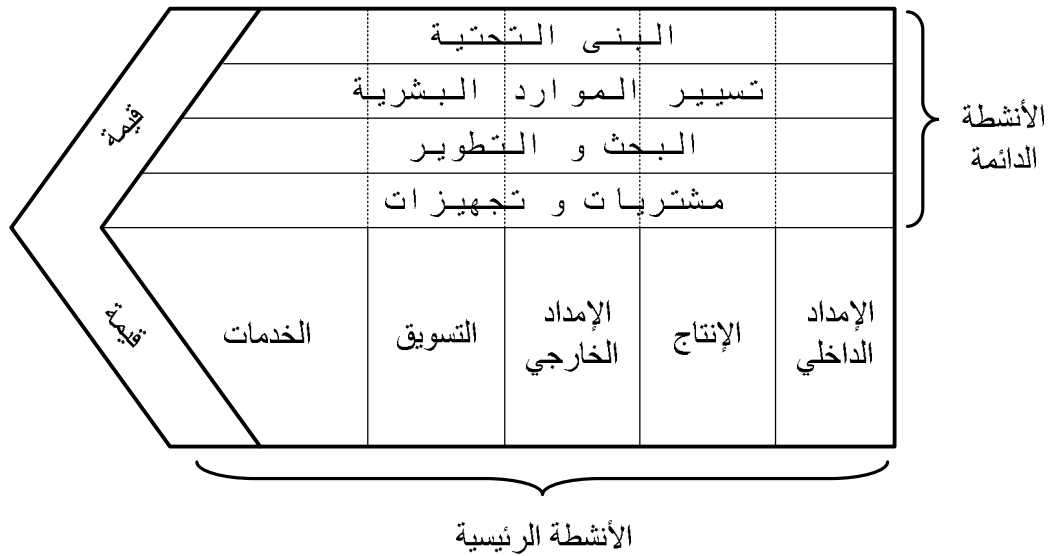 البنى التحتية
تسيير الموارد البشرية
البحث و التطوير
مشتريات و تجهيزات
الأنشطة
الدائمة
قيمة
قيمة
الإمداد
الداخلي
الإنتاج
الإمداد
الخارجي
التسويق
الخدمات
الأنشطة الرئيسية